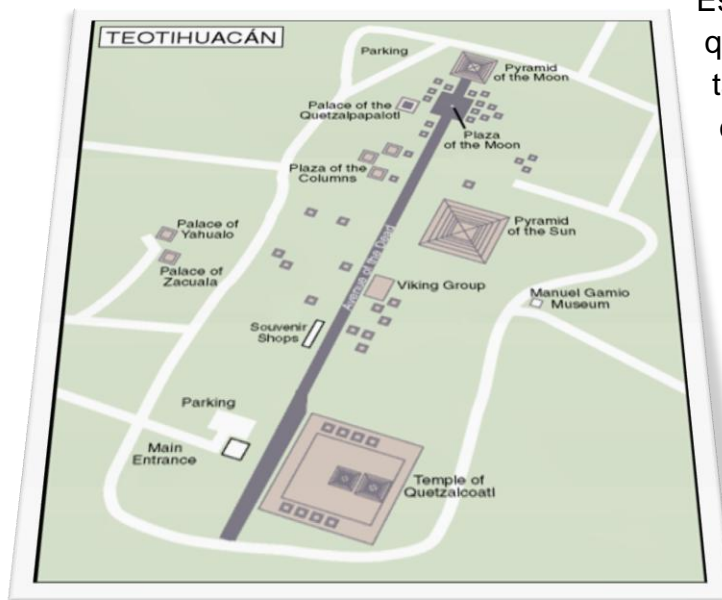 TEOTIHUACÁN
Parking
Pyramid
of the Moon
Palace of the
Quetzalpapalotl
Plaza
of the Moon
Plaza of the
Columns
Palace of
Yahualo
Palace of
Zacuala
Pyramid
of the Sun
Avenue of the Dead
Viking Group
Manuel Gamio
Museum
Souvenir
Shops
Parking
Main
Entrance
Temple of
Quetzalcoatl